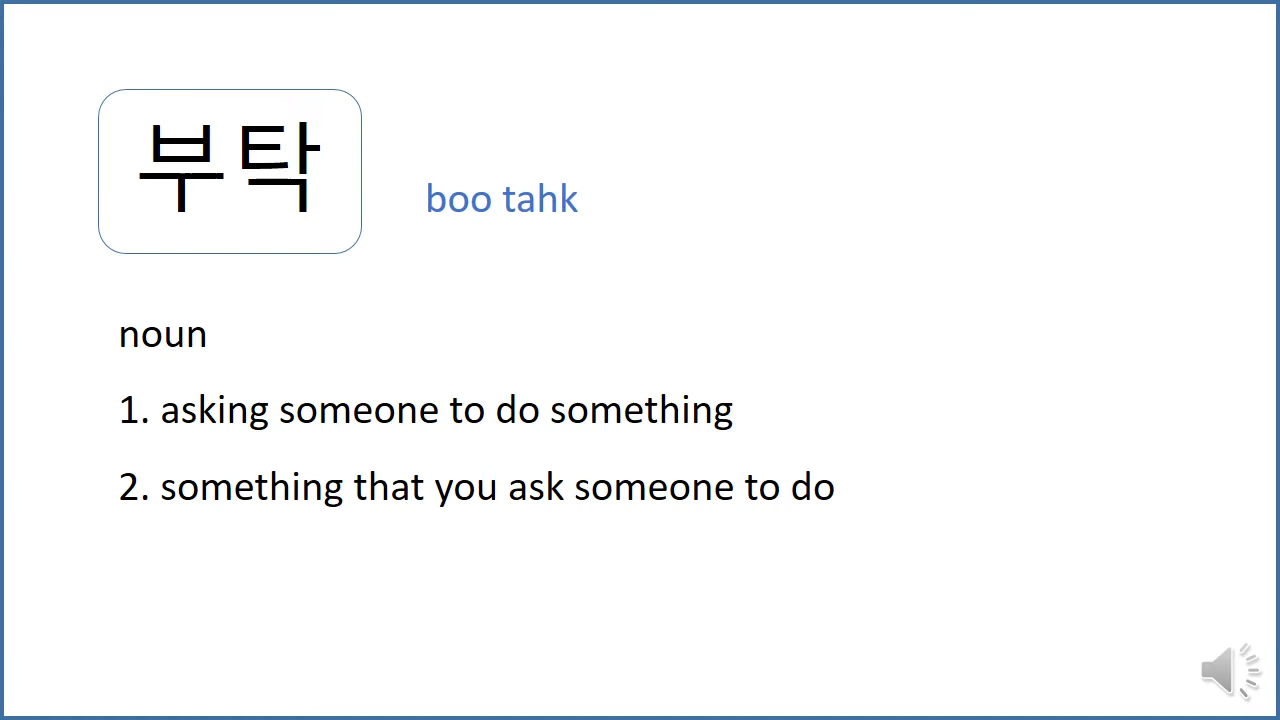 부탁
boo tahk
noun
1. asking someone to do something
2. something that you ask someone to do